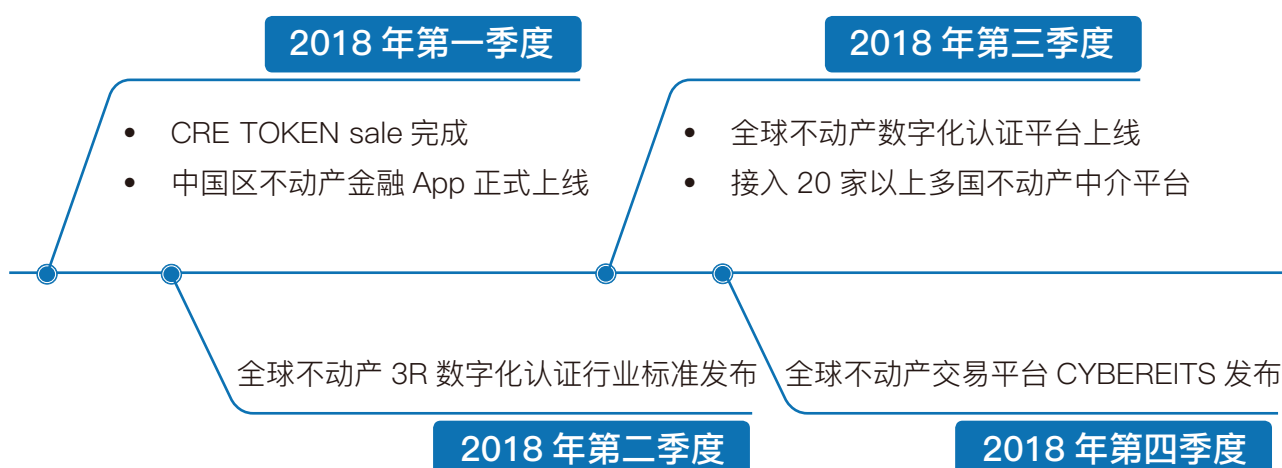 2018 年第一季度
• CRE TOKEN sale 完成
• 中国区不动产金融 App 正式上线
2018 年第三季度
• 全球不动产数字化认证平台上线
• 接入 20 家以上多国不动产中介平台
全球不动产 3R 数字化认证行业标准发布
2018 年第二季度
全球不动产交易平台 CYBEREITS 发布
2018 年第四季度